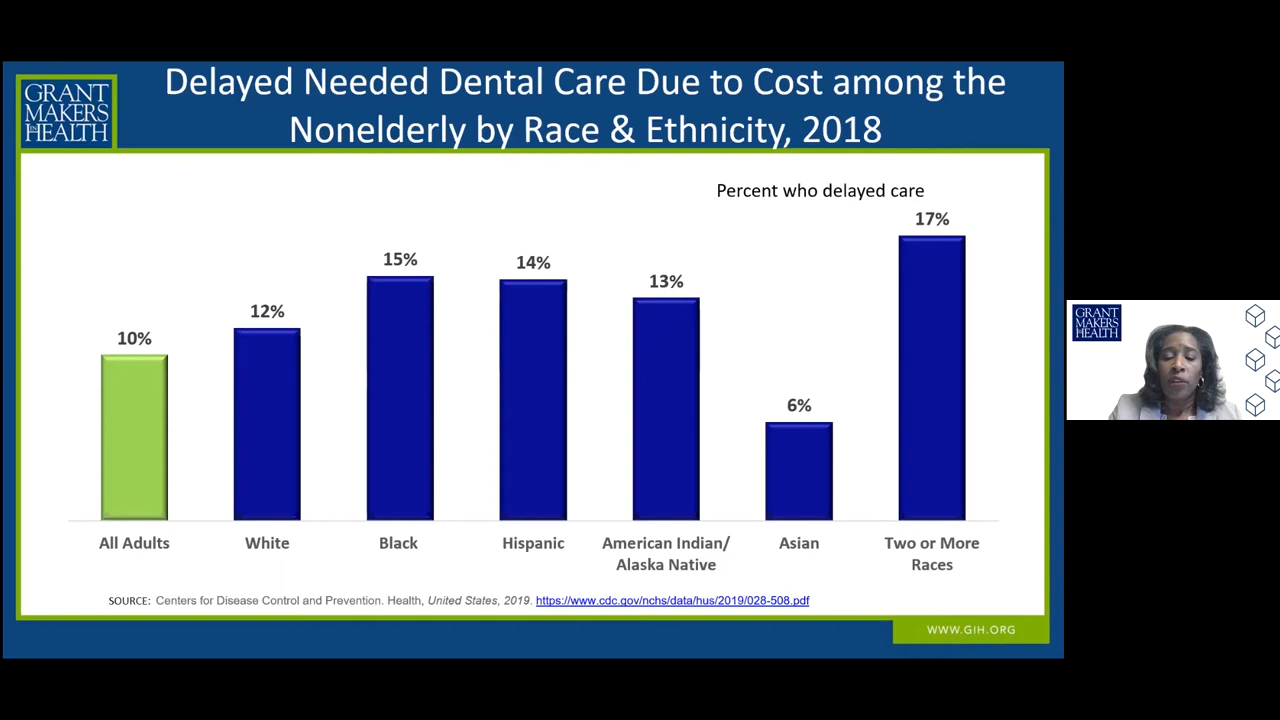 GRANT
MAKERS
IN
HEALTH
Delayed Needed Dental Care Due to Cost among the
Nonelderly by Race & Ethnicity, 2018
Percent who delayed care
10%
12%
15%
14%
13%
6%
17%
All Adults
White
Black
Hispanic
American Indian/
Alaska Native
Asian
Two or More
Races
SOURCE: Centers for Disease Control and Prevention. Health, United States, 2019. https://www.cdc.gov/nchs/data/hus/2019/028-508.pdf
WWW.GIH.ORG
GRANT
MAKERS
IN
HEALTH